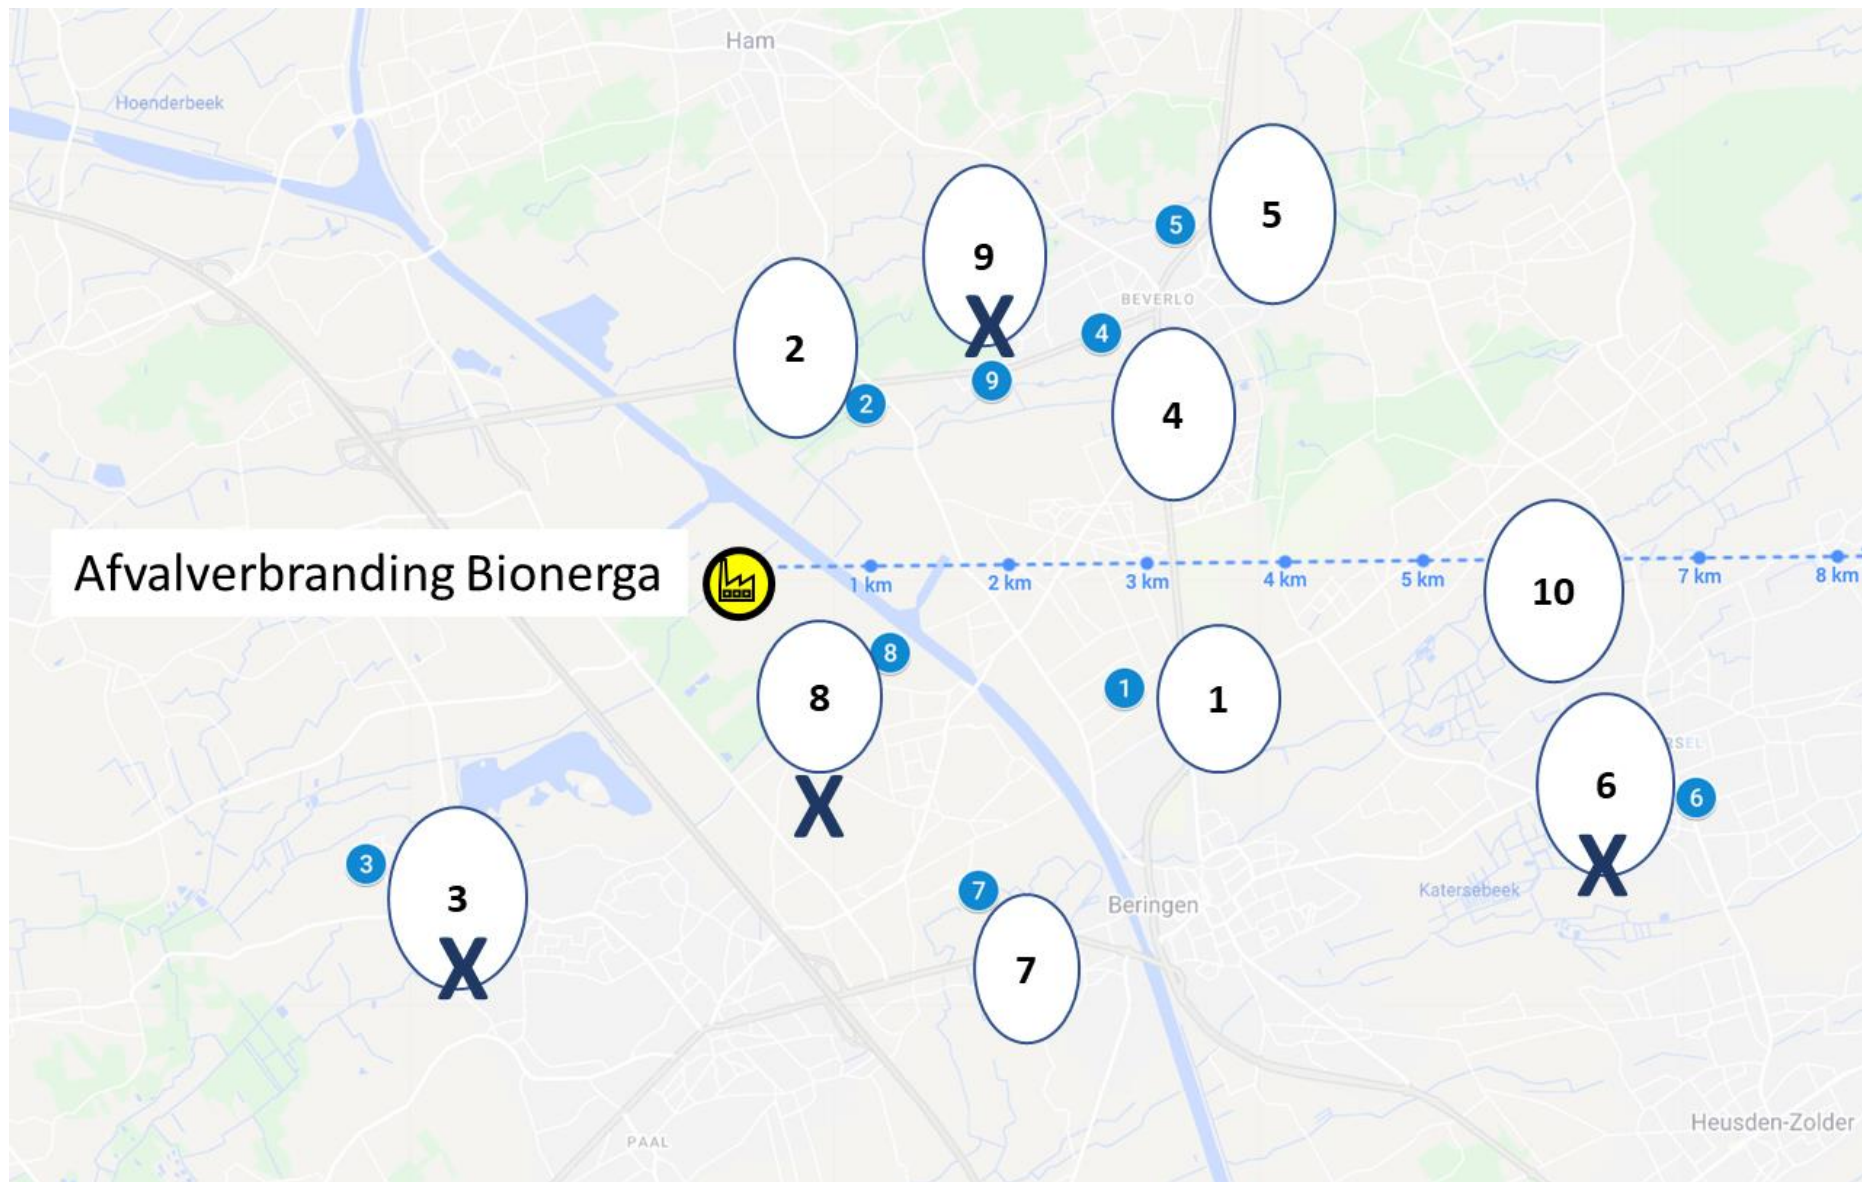 Ham
Hoenderbeek
5
5
9
BEVERLO
4
2
X
9
2
4
Afvalverbranding Bionerga
1 km
2 km
3 km
4 km
5 km
7 km
8 km
10
8
8
1
1
RSEL
6
6
X
3
3
X
7
Beringen
Katersebeek
X
7
PAAL
Heusden-Zolder